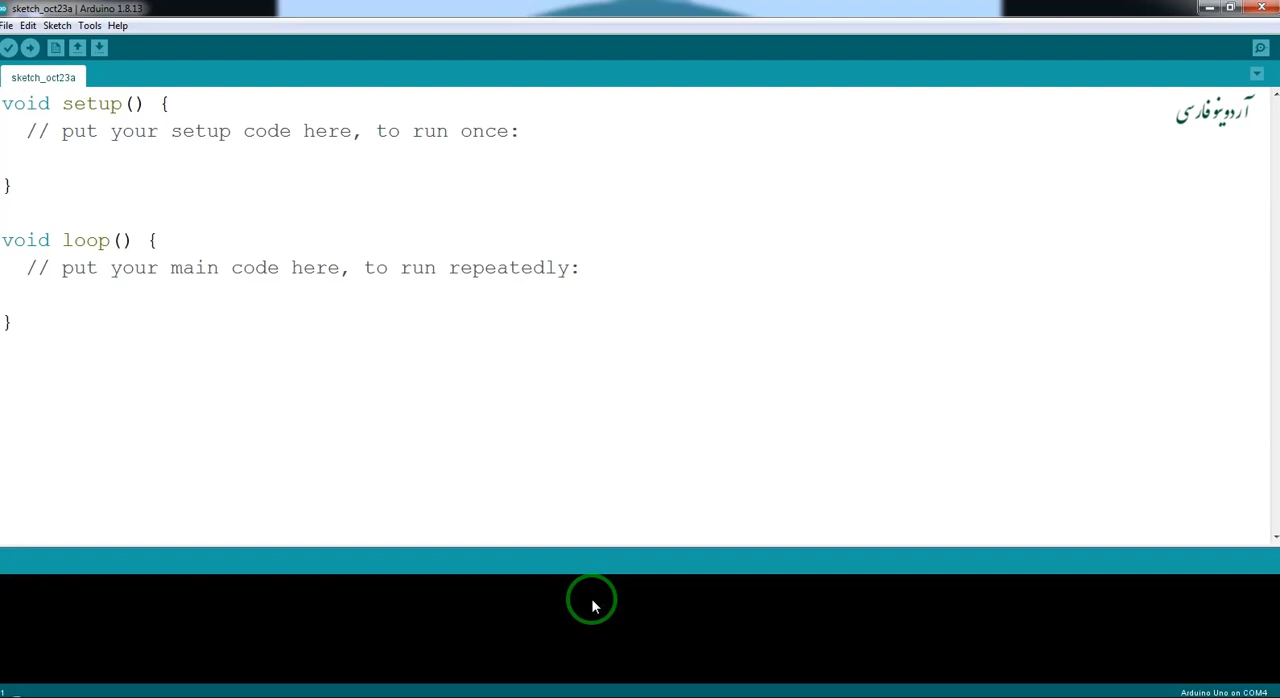 sketch_oct23a | Arduino 1.8.13
File Edit Sketch Tools Help
sketch_oct23a
void setup() {
// put your setup code here, to run once:
}
void loop() {
// put your main code here, to run repeatedly:
}
آردوینو فارسی
1
Arduino Uno on COM4